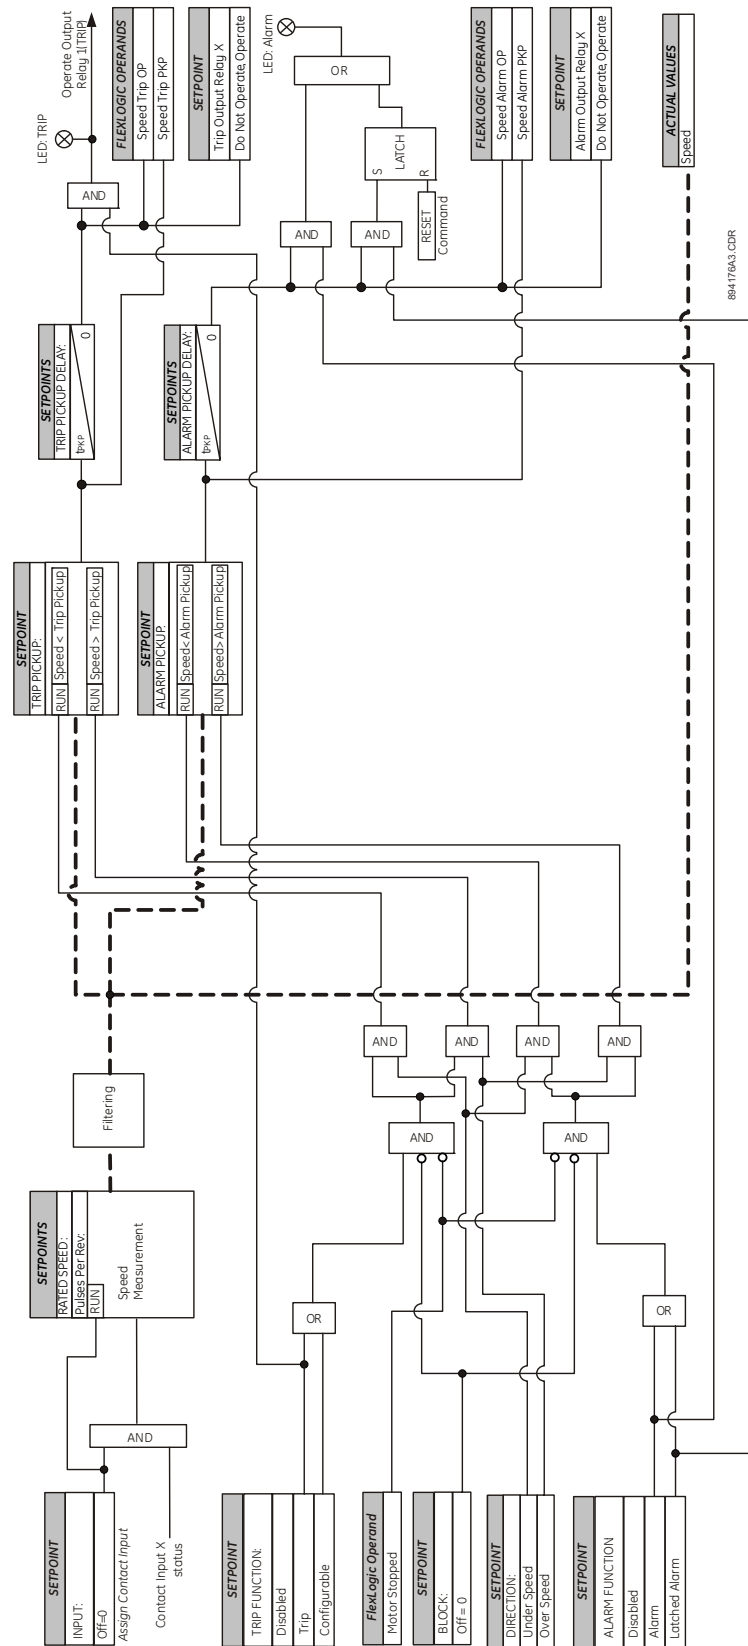 SETPOINT
INPUT:
Off=0
Assign Contact Input
Contact Input X
status
AND
SETPOINTS
RATED SPEED:
Pulses Per Rev:
RUN
Speed
Measurement
Filtering
SETPOINT
TRIP PICKUP:
RUN Speed < Trip Pickup
RUN Speed > Trip Pickup
SETPOINT
ALARM PICKUP:
RUN Speed< Alarm Pickup
RUN Speed> Alarm Pickup
SETPOINTS
TRIP PICKUP DELAY:
tPKP
0
SETPOINTS
ALARM PICKUP DELAY:
tPKP
0
LED: TRIP
Operate Output
Relay 1(TRIP)
AND
FLEXLOGIC OPERANDS
Speed Trip OP
Speed Trip PKP
SETPOINT
Trip Output Relay X
Do Not Operate, Operate
LED: Alarm
OR
LATCH
S
R
RESET
Command
AND
AND
FLEXLOGIC OPERANDS
Speed Alarm OP
Speed Alarm PKP
SETPOINT
Alarm Output Relay X
Do Not Operate, Operate
ACTUAL VALUES
Speed
SETPOINT
TRIP FUNCTION:
Disabled
Trip
Configurable
OR
FlexLogic Operand
Motor Stopped
SETPOINT
BLOCK:
Off = 0
SETPOINT
DIRECTION:
Under Speed
Over Speed
SETPOINT
ALARM FUNCTION
Disabled
Alarm
Latched Alarm
OR
AND
AND
AND
AND
AND
AND
894176A3.CDR